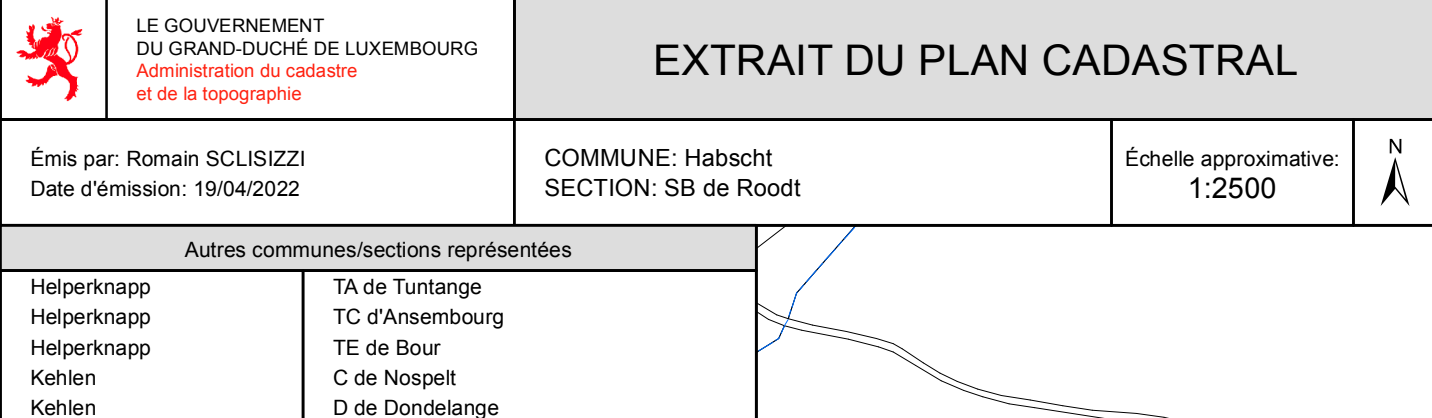 LE GOUVERNEMENT
DU GRAND-DUCHÉ DE LUXEMBOURG
Administration du cadastre
et de la topographie
EXTRAIT DU PLAN CADASTRAL
Émis par: Romain SCLISIZZI
Date d'émission: 19/04/2022
COMMUNE: Habscht
SECTION: SB de Roodt
Échelle approximative:
1:2500
N
Autres communes/sections représentées
Helperknapp TA de Tuntange
Helperknapp TC d'Ansembourg
Helperknapp TE de Bour
Kehlen C de Nospelt
Kehlen D de Dondelange